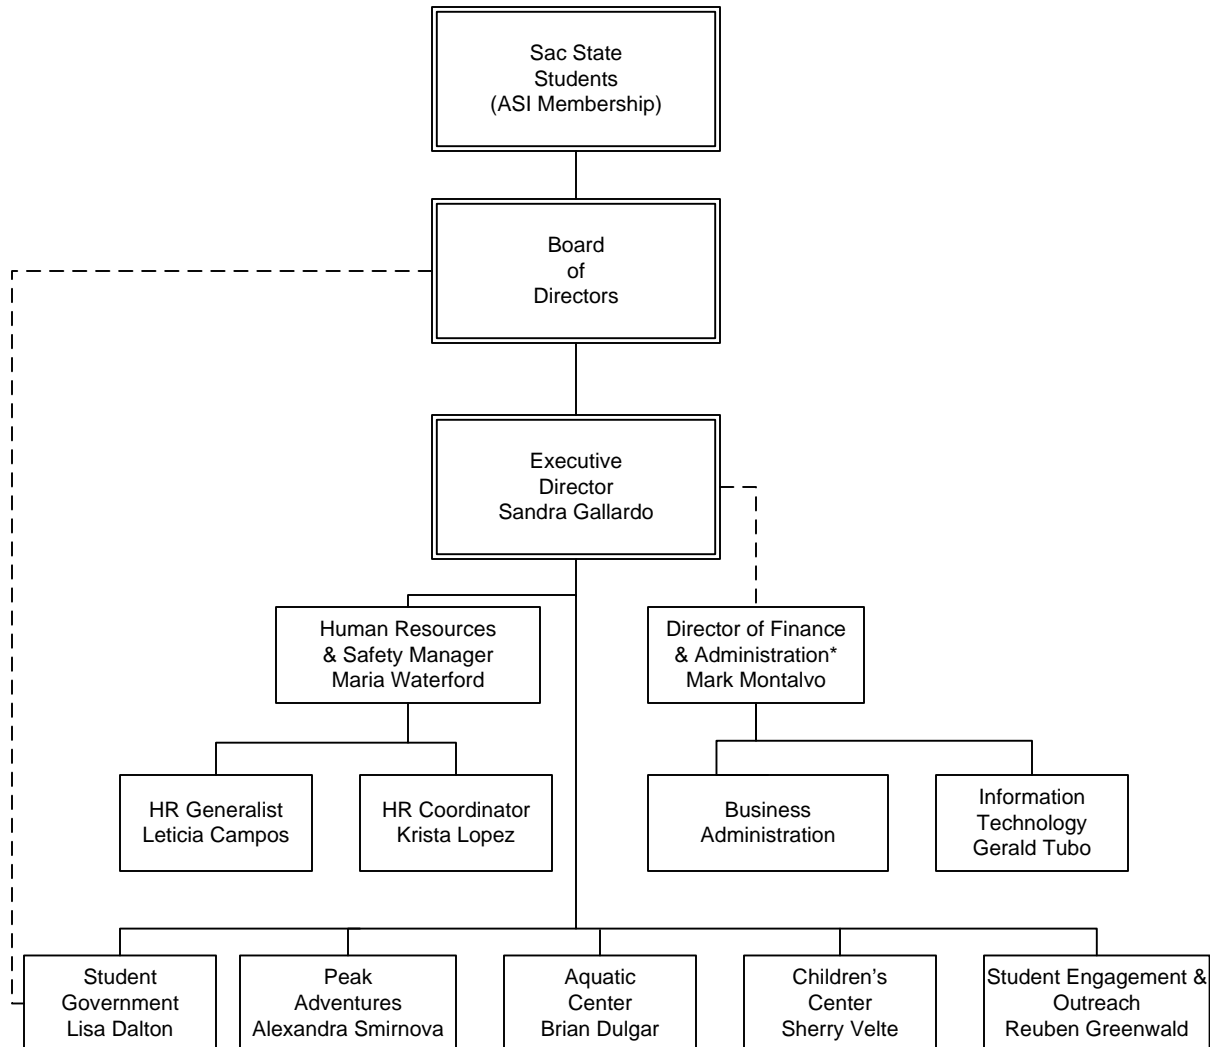 Sac State
Students
(ASI Membership)
Board
of
Directors
Executive
Director
Sandra Gallardo
Human Resources
& Safety Manager
Maria Waterford
Director of Finance
& Administration*
Mark Montalvo
HR Generalist
Leticia Campos
HR Coordinator
Krista Lopez
Business
Administration
Information
Technology
Gerald Tubo
Student
Government
Lisa Dalton
Peak
Adventures
Alexandra Smirnova
Aquatic
Center
Brian Dulgar
Children's
Center
Sherry Velte
Student Engagement &
Outreach
Reuben Greenwald